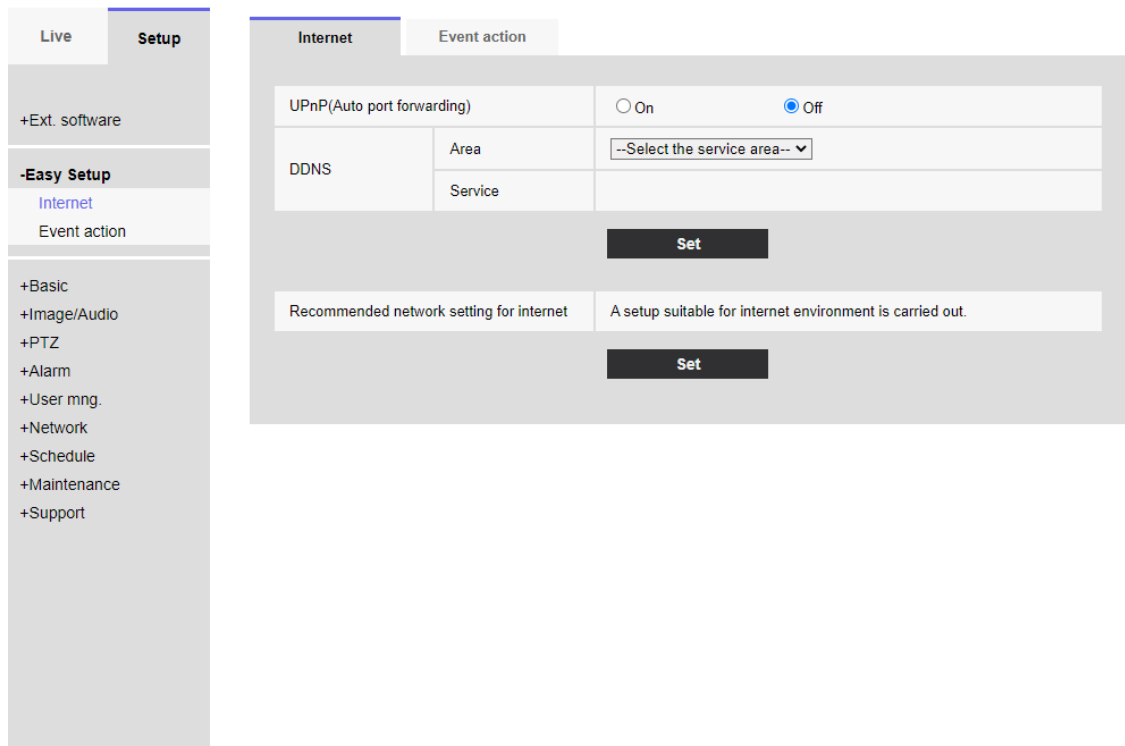 Live
Setup
+Ext. software
-Easy Setup
Internet
Event action
+Basic
+Image/Audio
+PTZ
+Alarm
+User mng.
+Network
+Schedule
+Maintenance
+Support
Internet
Event action
UPnP(Auto port forwarding)
On
Off
DDNS
Area
--Select the service area--
Service
Set
Recommended network setting for internet
A setup suitable for internet environment is carried out.
Set